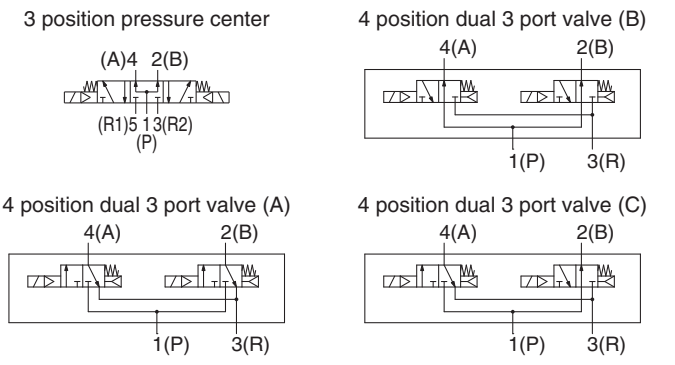 3 position pressure center
(A)4 2(B)
(R1)5 1 3(R2)
(P)
4 position dual 3 port valve (B)
4(A) 2(B)
1(P) 3(R)
4 position dual 3 port valve (A)
4(A) 2(B)
1(P) 3(R)
4 position dual 3 port valve (C)
4(A) 2(B)
1(P) 3(R)